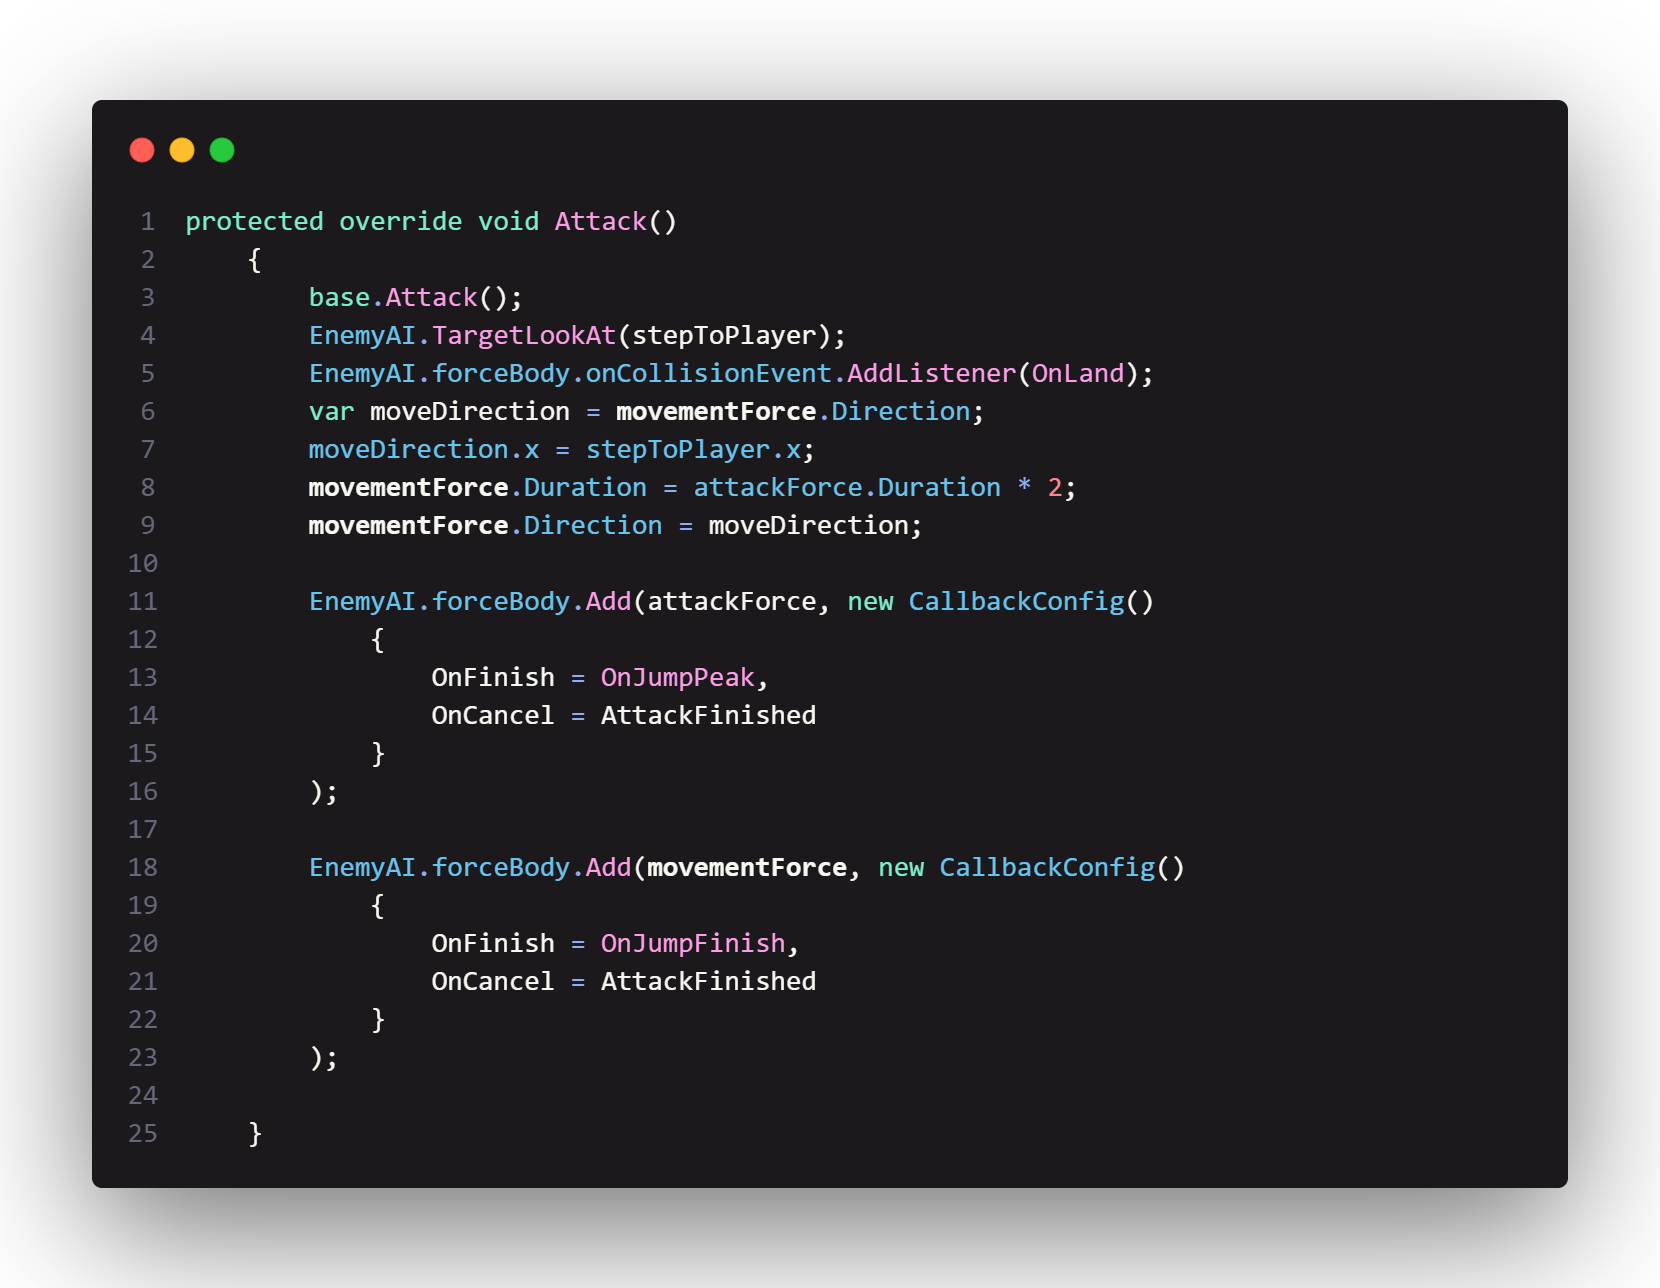 1 protected override void Attack()
2     {
3         base.Attack();
4         EnemyAI.TargetLookAt(stepToPlayer);
5         EnemyAI.forceBody.onCollisionEvent.AddListener(OnLand);
6         var moveDirection = movementForce.Direction;
7         moveDirection.x = stepToPlayer.x;
8         movementForce.Duration = attackForce.Duration * 2;
9         movementForce.Direction = moveDirection;
10
11         EnemyAI.forceBody.Add(attackForce, new CallbackConfig()
12             {
13                 OnFinish = OnJumpPeak,
14                 OnCancel = AttackFinished
15             }
16         );
17
18         EnemyAI.forceBody.Add(movementForce, new CallbackConfig()
19             {
20                 OnFinish = OnJumpFinish,
21                 OnCancel = AttackFinished
22             }
23         );
24
25     }